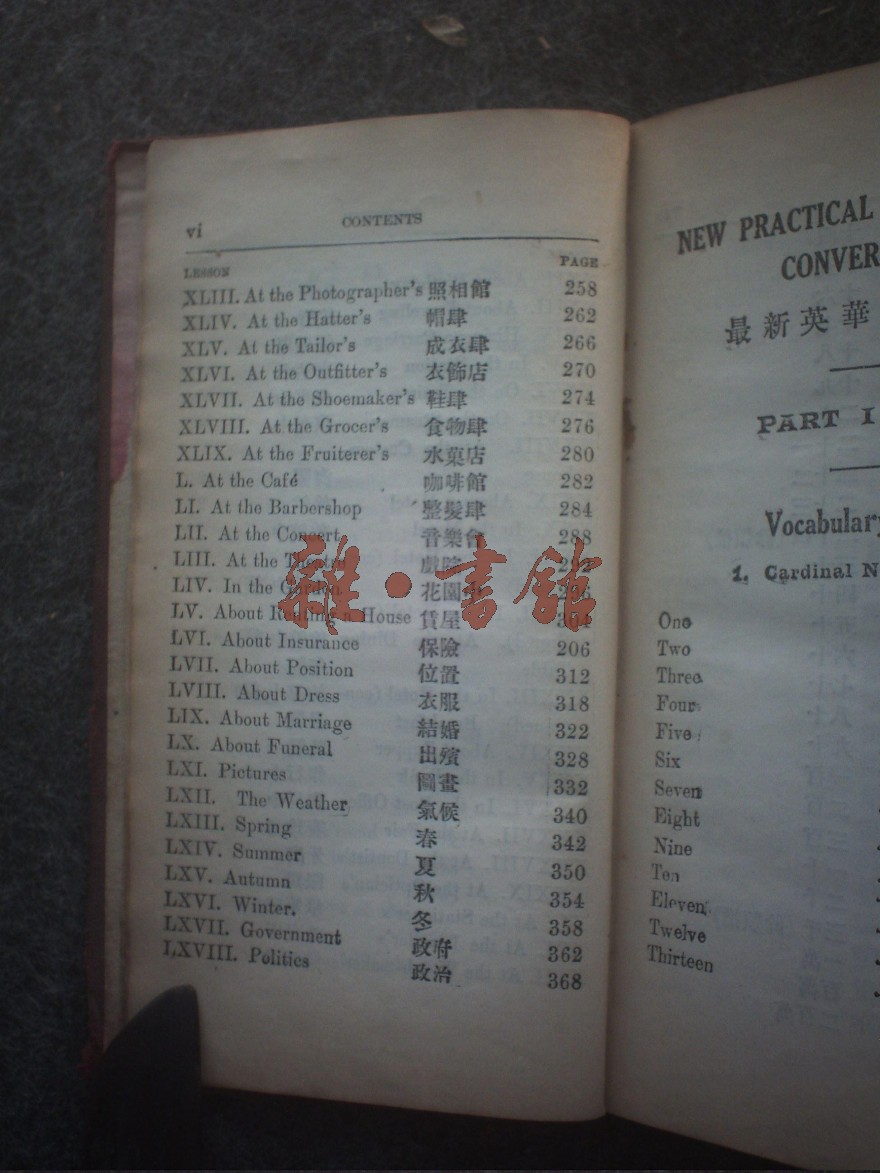 vi CONTENTS
LESSON PAGE
XLIII. At the Photographer's 照相館 258
XLIV. At the Hatter's 帽肆 262
XLV. At the Tailor's 成衣肆 266
XLVI. At the Outfitter's 衣飾店 270
XLVII. At the Shoemaker's 鞋肆 274
XLVIII. At the Grocer's 食物肆 276
XLIX. At the Fruiterer's 水菓店 280
L. At the Café 咖啡館 282
LI. At the Barbershop 整髮肆 284
LII. At the Concert 音樂會 288
LIII. At the Theatre 戲院 292
LIV. In the Garden 花園
LV. About Renting a House 賃屋
LVI. About Insurance 保險 206
LVII. About Position 位置 312
LVIII. About Dress 衣服 318
LIX. About Marriage 結婚 322
LX. About Funeral 出殯 328
LXI. Pictures 圖畫 332
LXII. The Weather 氣候 340
LXIII. Spring 春 342
LXIV. Summer 夏 350
LXV. Autumn 秋 354
LXVI. Winter. 冬 358
LXVII. Government 政府 362
LXVIII. Politics 政治 368
雜·書館
NEW PRACTICAL
CONVER
最新英華
PART I
Vocabulary
1. Cardinal N
One
Two
Three
Four
Five
Six
Seven
Eight
Nine
Ten
Eleven
Twelve
Thirteen